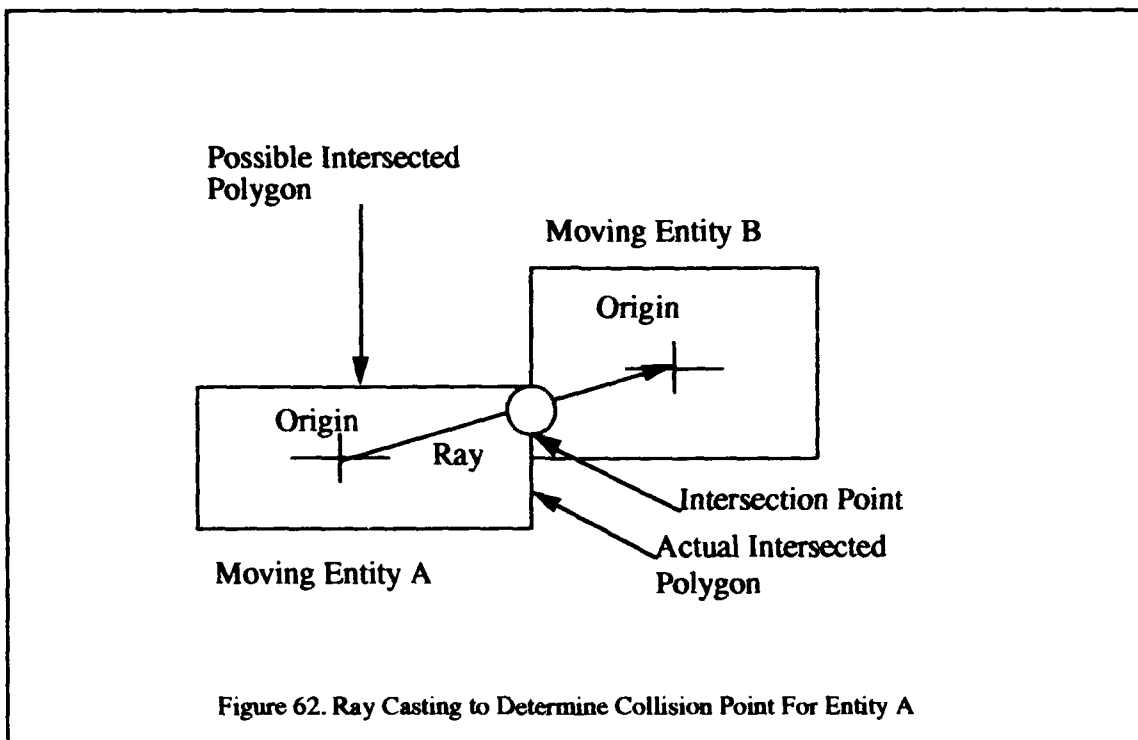 Possible Intersected
Polygon
Moving Entity B
Origin
Origin
Ray
Intersection Point
Actual Intersected
Polygon
Moving Entity A
Figure 62. Ray Casting to Determine Collision Point For Entity A